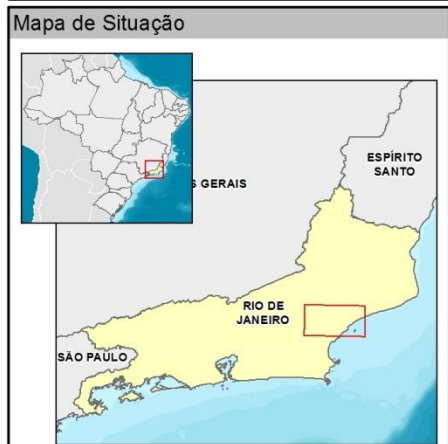 Mapa de Situação
ESPÍRITO
SANTO
S GERAIS
RIO DE
JANEIRO
SÃO PAULO